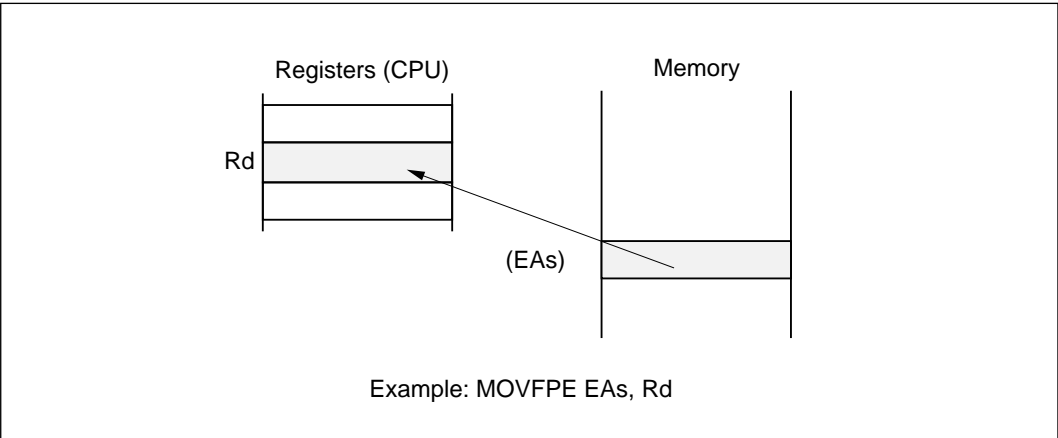 Registers (CPU)
Memory
Rd
(EAs)
Example: MOVFPE EAs, Rd